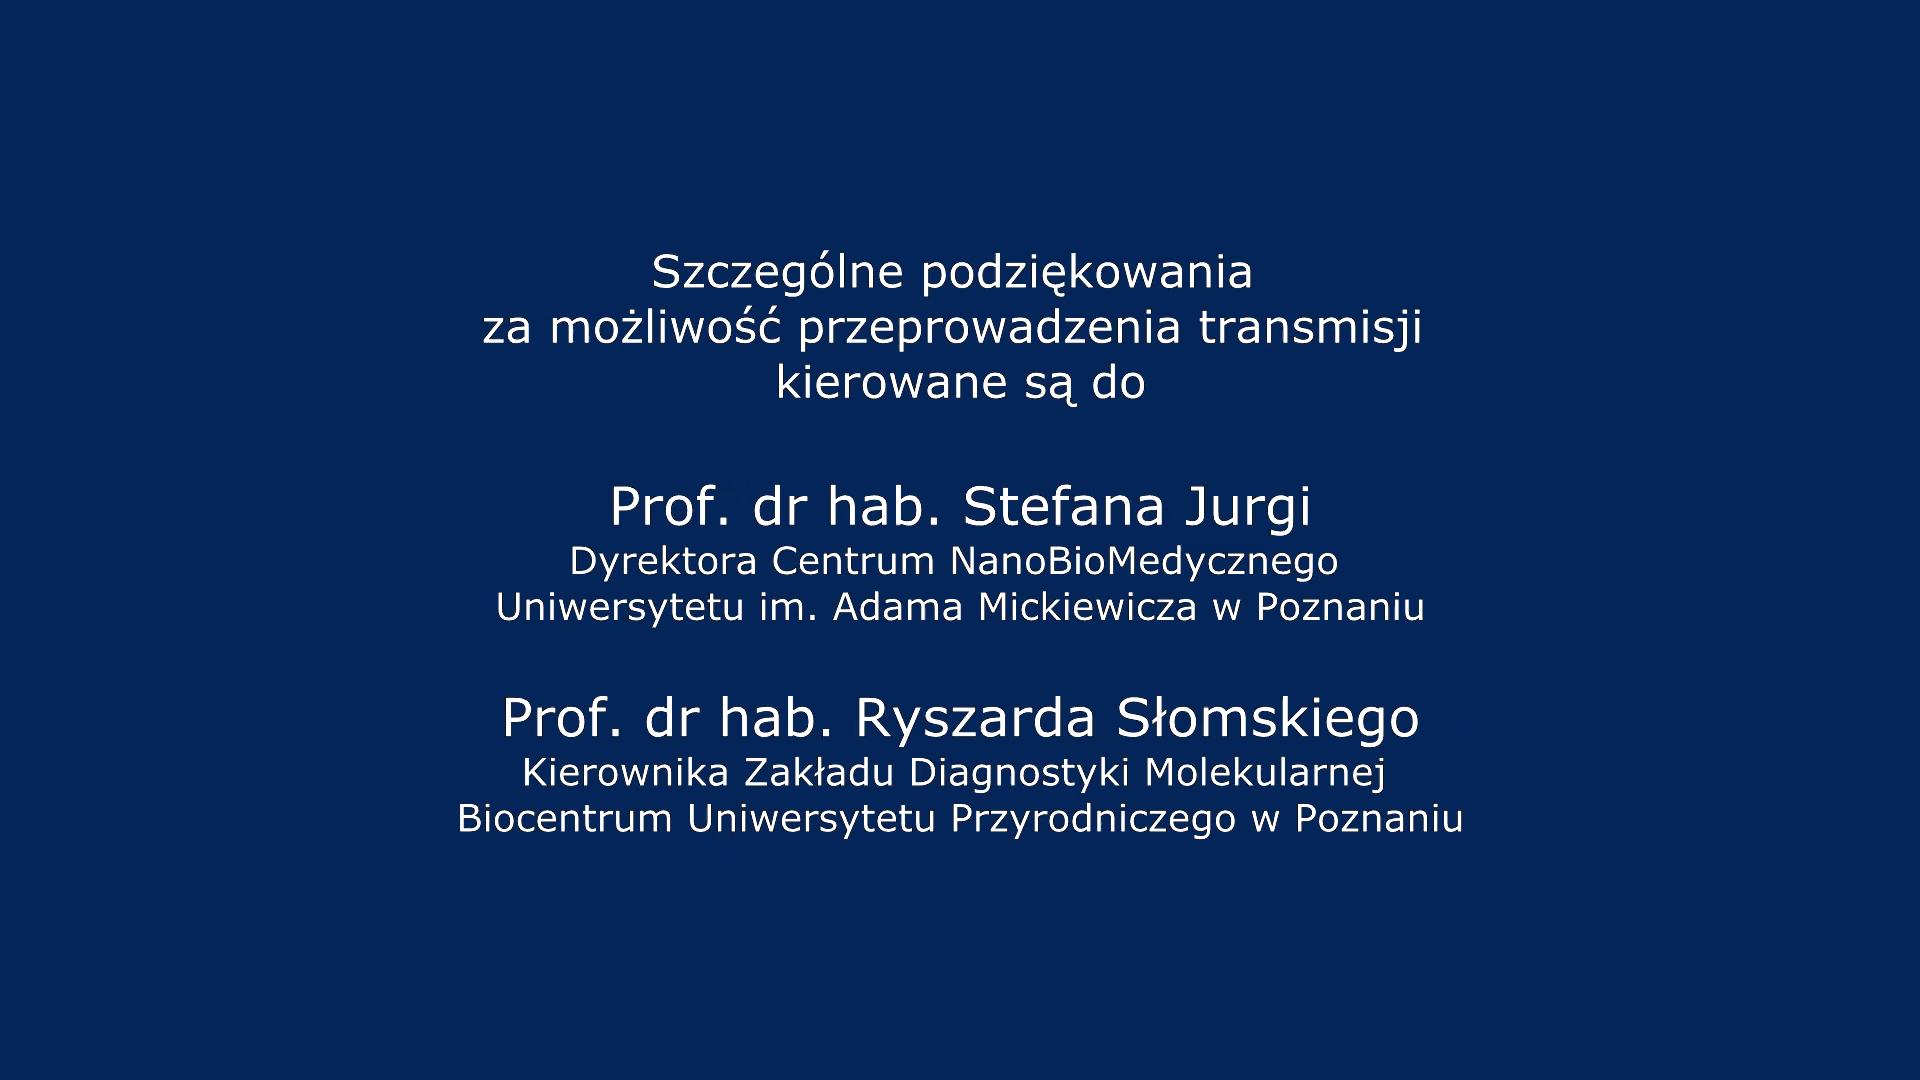 Szczególne podziękowania
za możliwość przeprowadzenia transmisji
kierowane są do
Prof. dr hab. Stefana Jurgi
Dyrektora Centrum NanoBioMedycznego
Uniwersytetu im. Adama Mickiewicza w Poznaniu
Prof. dr hab. Ryszarda Słomskiego
Kierownika Zakładu Diagnostyki Molekularnej
Biocentrum Uniwersytetu Przyrodniczego w Poznaniu